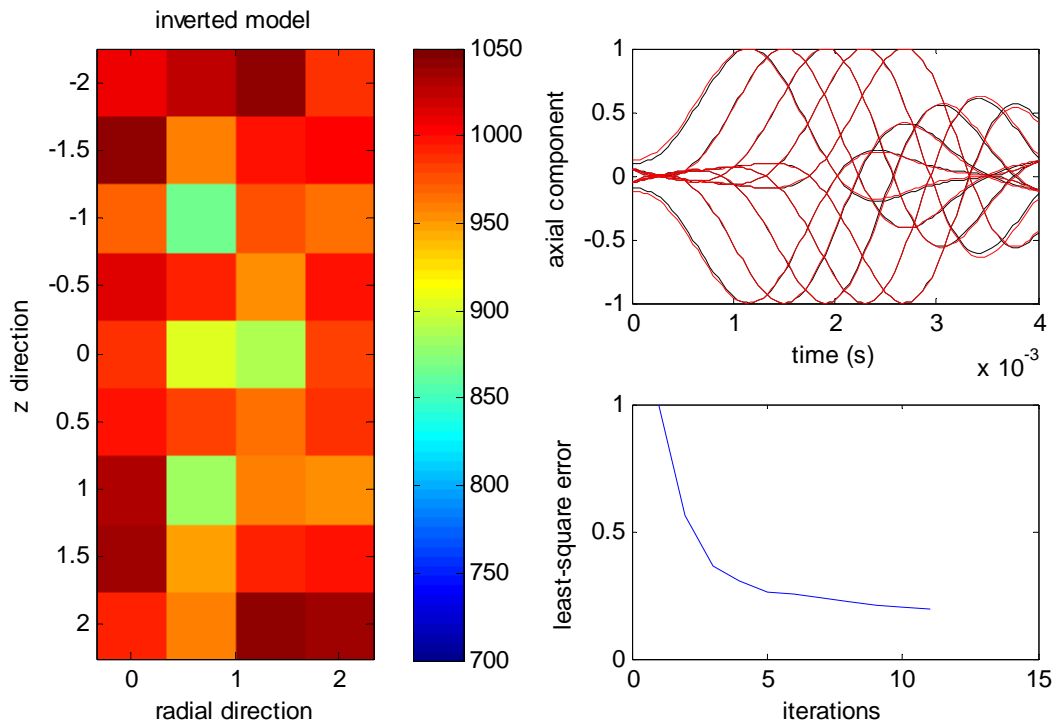 inverted model
-2
-1.5
-1
-0.5
0
0.5
1
1.5
2
z direction
0 1 2
radial direction
1050
1000
950
900
850
800
750
700
1
0.5
0
-0.5
-1
axial component
0 1 2 3 4
time (s)
x 10^-3
1
0.5
0
least-square error
0 5 10 15
iterations